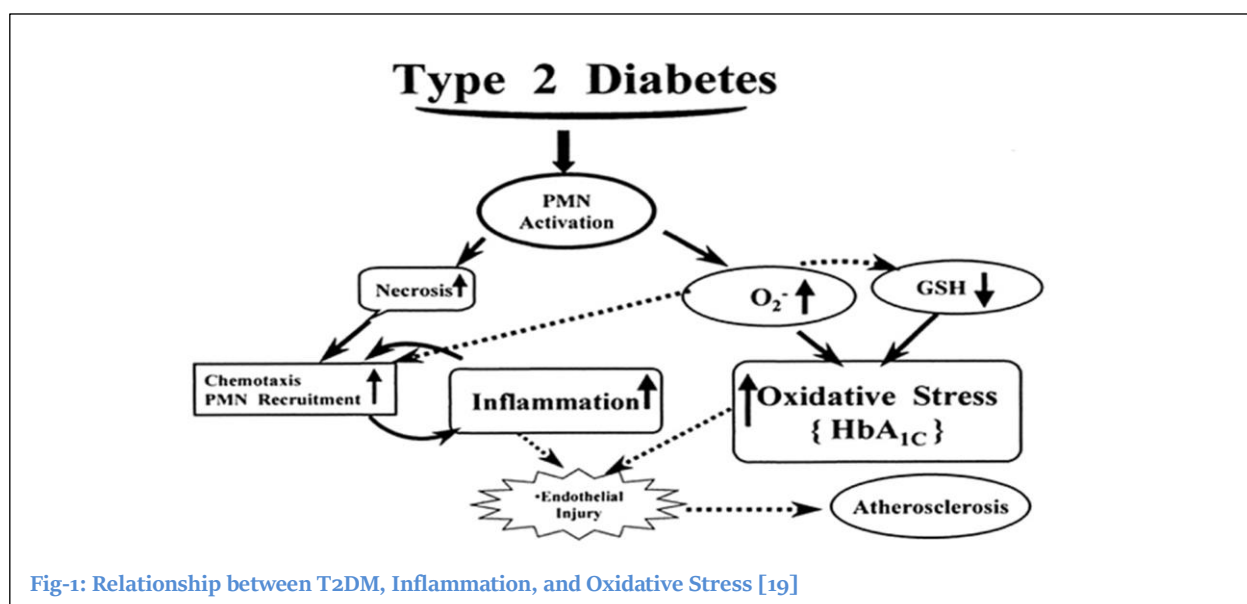 Type 2 Diabetes
PMN
Activation
Necrosis
O₂⁻
GSH
Chemotaxis
PMN Recruitment
Inflammation
Oxidative Stress
{ HbA₁C }
•Endothelial
Injury
Atherosclerosis
Fig-1: Relationship between T2DM, Inflammation, and Oxidative Stress [19]